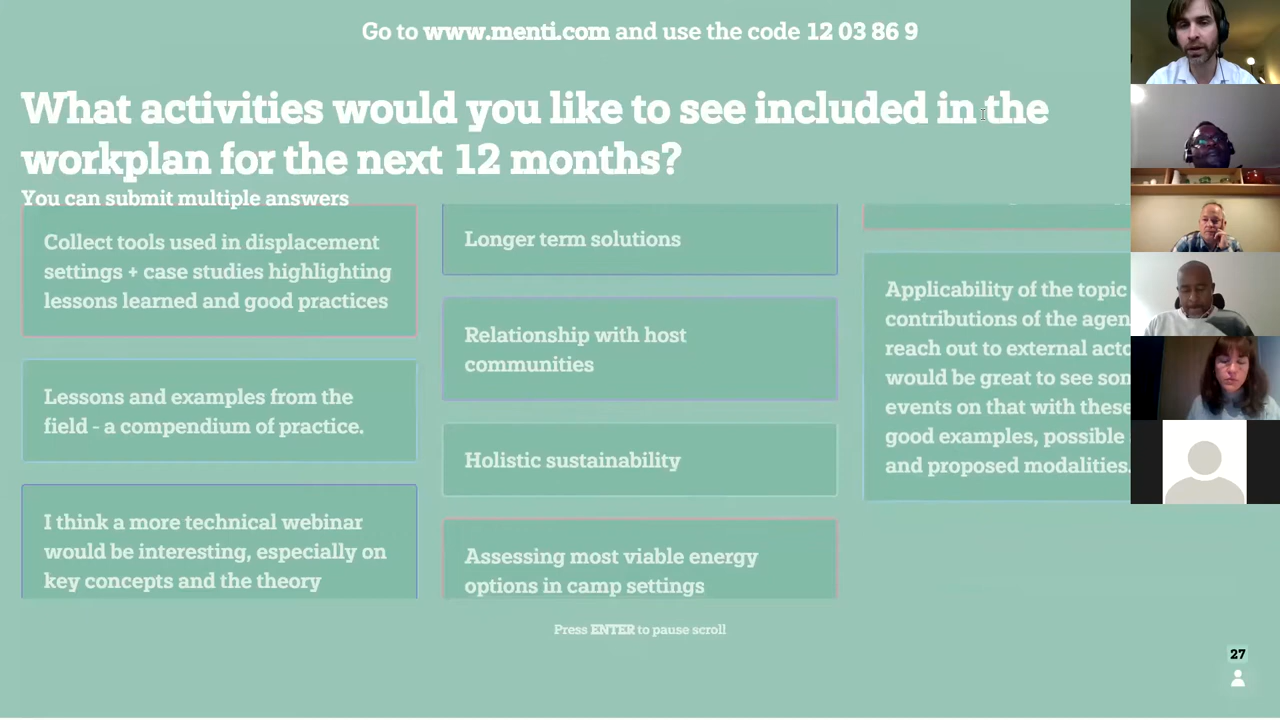 Go to www.menti.com and use the code 12 03 86 9
What activities would you like to see included in the
workplan for the next 12 months?
You can submit multiple answers
Collect tools used in displacement
settings + case studies highlighting
lessons learned and good practices
Lessons and examples from the
field - a compendium of practice.
I think a more technical webinar
would be interesting, especially on
key concepts and the theory
Longer term solutions
Relationship with host
communities
Holistic sustainability
Assessing most viable energy
options in camp settings
Applicability of the topic
contributions of the agen
reach out to external acto
would be great to see som
events on that with these
good examples, possible
and proposed modalities.
Press ENTER to pause scroll
27